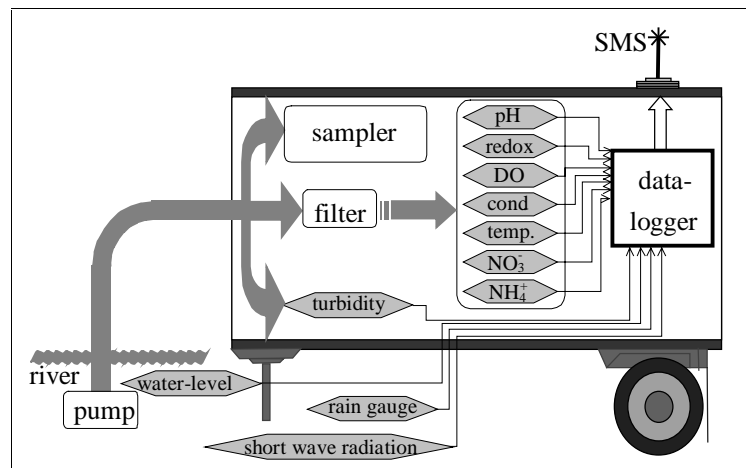 SMS
sampler
pH
redox
DO
cond
temp.
NO₃⁻
NH₄⁺
data-
logger
filter
turbidity
river
pump
water-level
rain gauge
short wave radiation